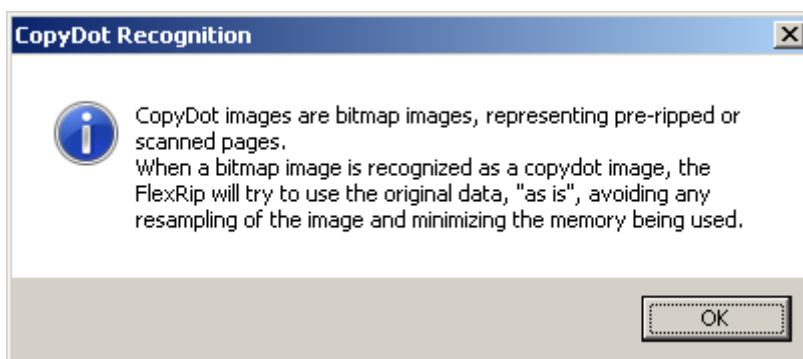 CopyDot Recognition
CopyDot images are bitmap images, representing pre-ripped or
scanned pages.
When a bitmap image is recognized as a copydot image, the
FlexRip will try to use the original data, "as is", avoiding any
resampling of the image and minimizing the memory being used.
OK